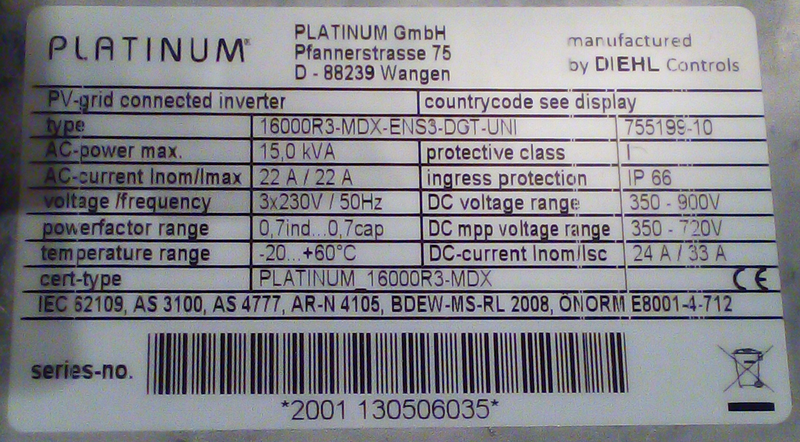 PLATINUM®
PLATINUM GmbH
Pfannerstrasse 75
D - 88239 Wangen
manufactured
by DIEHL Controls
PV-grid connected inverter countrycode see display
type 16000R3-MDX-ENS3-DGT-UNI 755199-10
AC-power max. 15,0 kVA protective class I
AC-current Inom/Imax 22 A / 22 A ingress protection IP 66
voltage /frequency 3x230V / 50Hz DC voltage range 350 - 900V
powerfactor range 0,7ind...0,7cap DC mpp voltage range 350 - 720V
temperature range -20...+60°C DC-current Inom/Isc 24 A / 33 A
cert-type PLATINUM_16000R3-MDX CE
IEC 62109, AS 3100, AS 4777, AR-N 4105, BDEW-MS-RL 2008, ÖNORM E8001-4-712
series-no.
*2001 130506035*